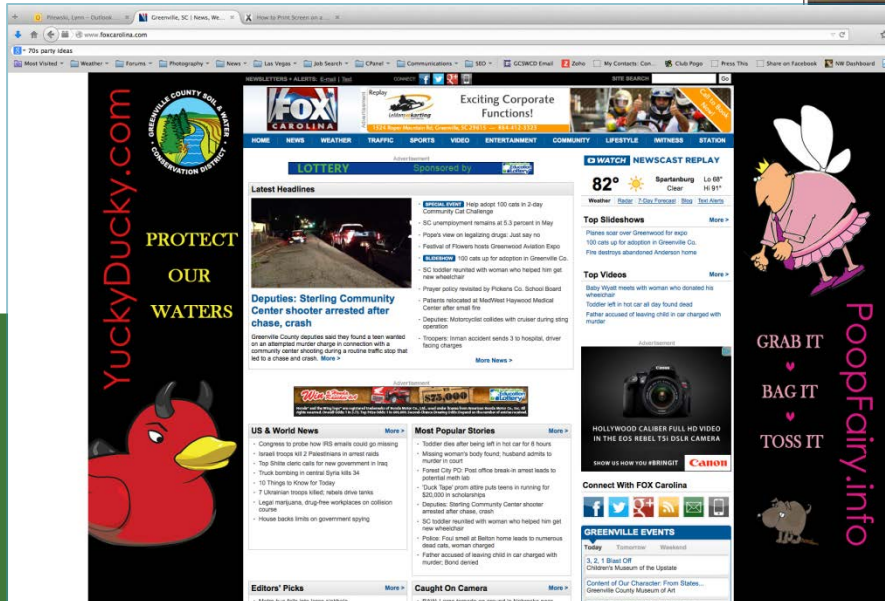 Pilewski, Lynn - Outlook...
Greenville, SC | News, We...
How to Print Screen on a...
www.foxcarolina.com
70s party ideas
Most Visited
Weather
Forums
Photography
News
Las Vegas
Job Search
CPanel
Communications
SEO
GCSWCD Email
Zoho
My Contacts: Con...
Club Pogo
Press This
Share on Facebook
NW Dashboard
NEWSLETTERS + ALERTS: E-mail | Text
CONNECT
SITE SEARCH
Go
YuckyDucky.com
GREENVILLE COUNTY SOIL & WATER
CONSERVATION DISTRICT
PROTECT
OUR
WATERS
FOX
CAROLINA
Advertisement
Replay
Exciting Corporate
Functions!
Call to Book Now!
HOME
NEWS
WEATHER
TRAFFIC
SPORTS
VIDEO
ENTERTAINMENT
COMMUNITY
LIFESTYLE
IWITNESS
STATION
Advertisement
LOTTERY
Sponsored by
Latest Headlines
Deputies: Sterling Community
Center shooter arrested after
chase, crash
Greenville County deputies said they found a teen wanted
on an attempted murder charge in connection with a
community center shooting during a routine traffic stop that
led to a chase and crash. More >
SPECIAL EVENT Help adopt 100 cats in 2-day
Community Cat Challenge
SC unemployment remains at 5.3 percent in May
Pope's view on legalizing drugs: Just say no
Festival of Flowers hosts Greenwood Aviation Expo
SLIDESHOW 100 cats up for adoption in Greenville Co.
SC toddler reunited with woman who helped him get
new wheelchair
Prayer policy revisited by Pickens Co. School Board
Patients relocated at MedWest Haywood Medical
Center after small fire
Deputies: Motorcyclist collides with cruiser during sting
operation
Troopers: Inman accident sends 3 to hospital, driver
facing charges
More News >
WATCH NEWSCAST REPLAY
82°
Spartanburg
Clear
Lo 68°
Hi 91°
Weather Radar 7-Day Forecast Blog Text Alerts
Top Slideshows
More >
Planes soar over Greenwood for expo
100 cats up for adoption in Greenville Co.
Fire destroys abandoned Anderson home
Top Videos
More >
Baby Wyatt meets with woman who donated his
wheelchair
Toddler left in hot car all day found dead
Father accused of leaving child in car charged with
murder
Advertisement
HOLLYWOOD CALIBER FULL HD VIDEO
IN THE EOS REBEL T5i DSLR CAMERA
SHOW US HOW YOU #BRINGIT
Canon
Advertisement
Win
$75,000
Education
Lottery
US & World News
More >
Congress to probe how IRS emails could go missing
Israeli troops kill 2 Palestinians in arrest raids
Top Shiite cleric calls for new government in Iraq
Truck bombing in central Syria kills 34
10 Things to Know for Today
7 Ukrainian troops killed; rebels drive tanks
Legal marijuana, drug-free workplaces on collision
course
House backs limits on government spying
Most Popular Stories
More >
Toddler dies after being left in hot car for 8 hours
Missing women's body found; husband admits to
murder in court
Forest City PD: Post office break-in arrest leads to
potential meth lab
'Duck Tape' prom attire puts teens in running for
$20,000 in scholarships
Deputies: Sterling Community Center shooter
arrested after chase, crash
SC toddler reunited with woman who helped him get
new wheelchair
Police: Foul smell at Belton home leads to numerous
dead cats, woman charged
Father accused of leaving child in car charged with
murder; Bond denied
Connect With FOX Carolina
GREENVILLE EVENTS
Today
Tomorrow
Weekend
3, 2, 1 Blast Off
Children's Museum of the Upstate
Content of Our Character: From States...
Greenville County Museum of Art
Editors' Picks
More >
Caught On Camera
More >
GRAB IT
BAG IT
TOSS IT
PoopFairy.info